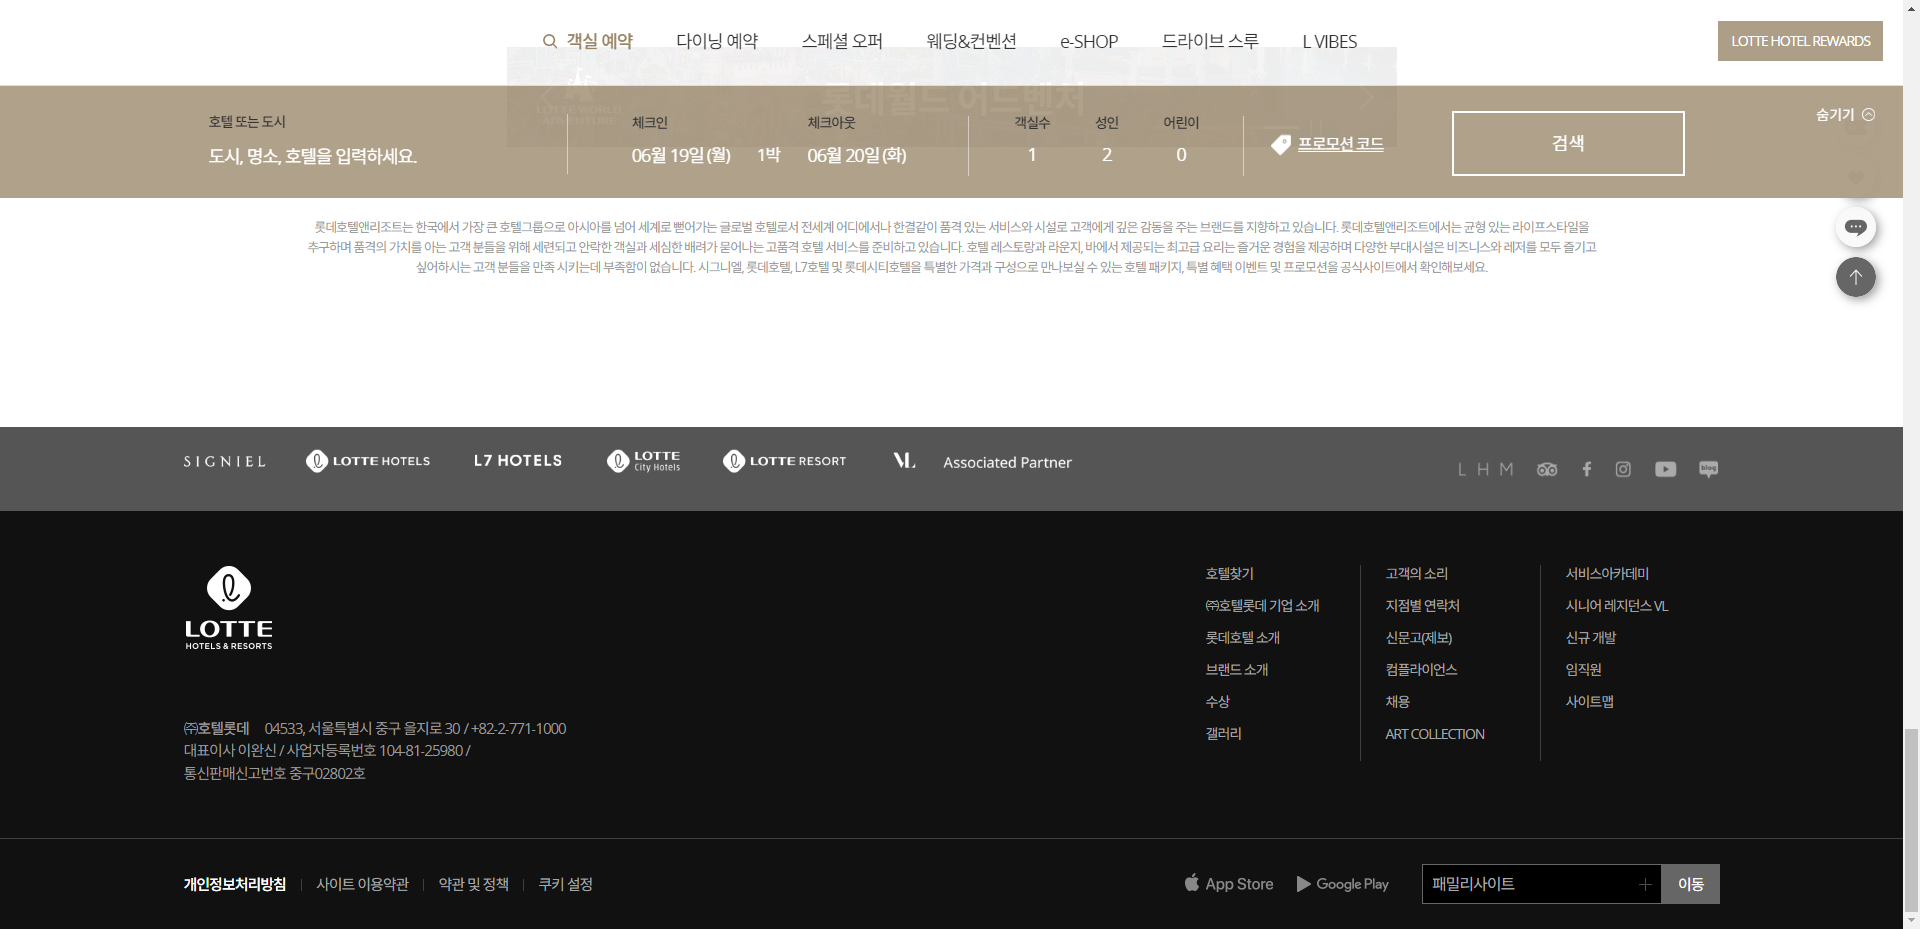 객실 예약 다이닝 예약 스페셜 오퍼 웨딩&컨벤션 e-SHOP 드라이브 스루 L VIBES
LOTTE HOTEL REWARDS
롯데월드 어드벤처
LOTTE WORLD
ADVENTURE
호텔 또는 도시 체크인 체크아웃 객실수 성인 어린이
도시, 명소, 호텔을 입력하세요. 06월 19일 (월) 1박 06월 20일 (화) 1 2 0
프로모션 코드
검색
숨기기
롯데호텔앤리조트는 한국에서 가장 큰 호텔그룹으로 아시아를 넘어 세계로 뻗어가는 글로벌 호텔로서 전세계 어디에서나 한결같이 품격 있는 서비스와 시설로 고객에게 깊은 감동을 주는 브랜드를 지향하고 있습니다. 롯데호텔앤리조트에서는 균형 있는 라이프스타일을
추구하며 품격의 가치를 아는 고객 분들을 위해 세련되고 안락한 객실과 세심한 배려가 묻어나는 고품격 호텔 서비스를 준비하고 있습니다. 호텔 레스토랑과 라운지, 바에서 제공되는 최고급 요리는 즐거운 경험을 제공하며 다양한 부대시설은 비즈니스와 레저를 모두 즐기고
싶어하시는 고객 분들을 만족 시키는데 부족함이 없습니다. 시그니엘, 롯데호텔, L7호텔 및 롯데시티호텔을 특별한 가격과 구성으로 만나보실 수 있는 호텔 패키지, 특별 혜택 이벤트 및 프로모션을 공식사이트에서 확인해보세요.
SIGNIEL LOTTE HOTELS L7 HOTELS LOTTE City Hotels LOTTE RESORT VL Associated Partner
LHM blog
LOTTE
HOTELS & RESORTS
㈜호텔롯데 04533, 서울특별시 중구 을지로 30 / +82-2-771-1000
대표이사 이완신 / 사업자등록번호 104-81-25980 /
통신판매신고번호 중구02802호
호텔찾기
㈜호텔롯데 기업 소개
롯데호텔 소개
브랜드 소개
수상
갤러리
고객의 소리
지점별 연락처
신문고(제보)
컴플라이언스
채용
ART COLLECTION
서비스아카데미
시니어 레지던스 VL
신규 개발
임직원
사이트맵
개인정보처리방침 사이트 이용약관 약관 및 정책 쿠키 설정
App Store Google Play
패밀리사이트 이동